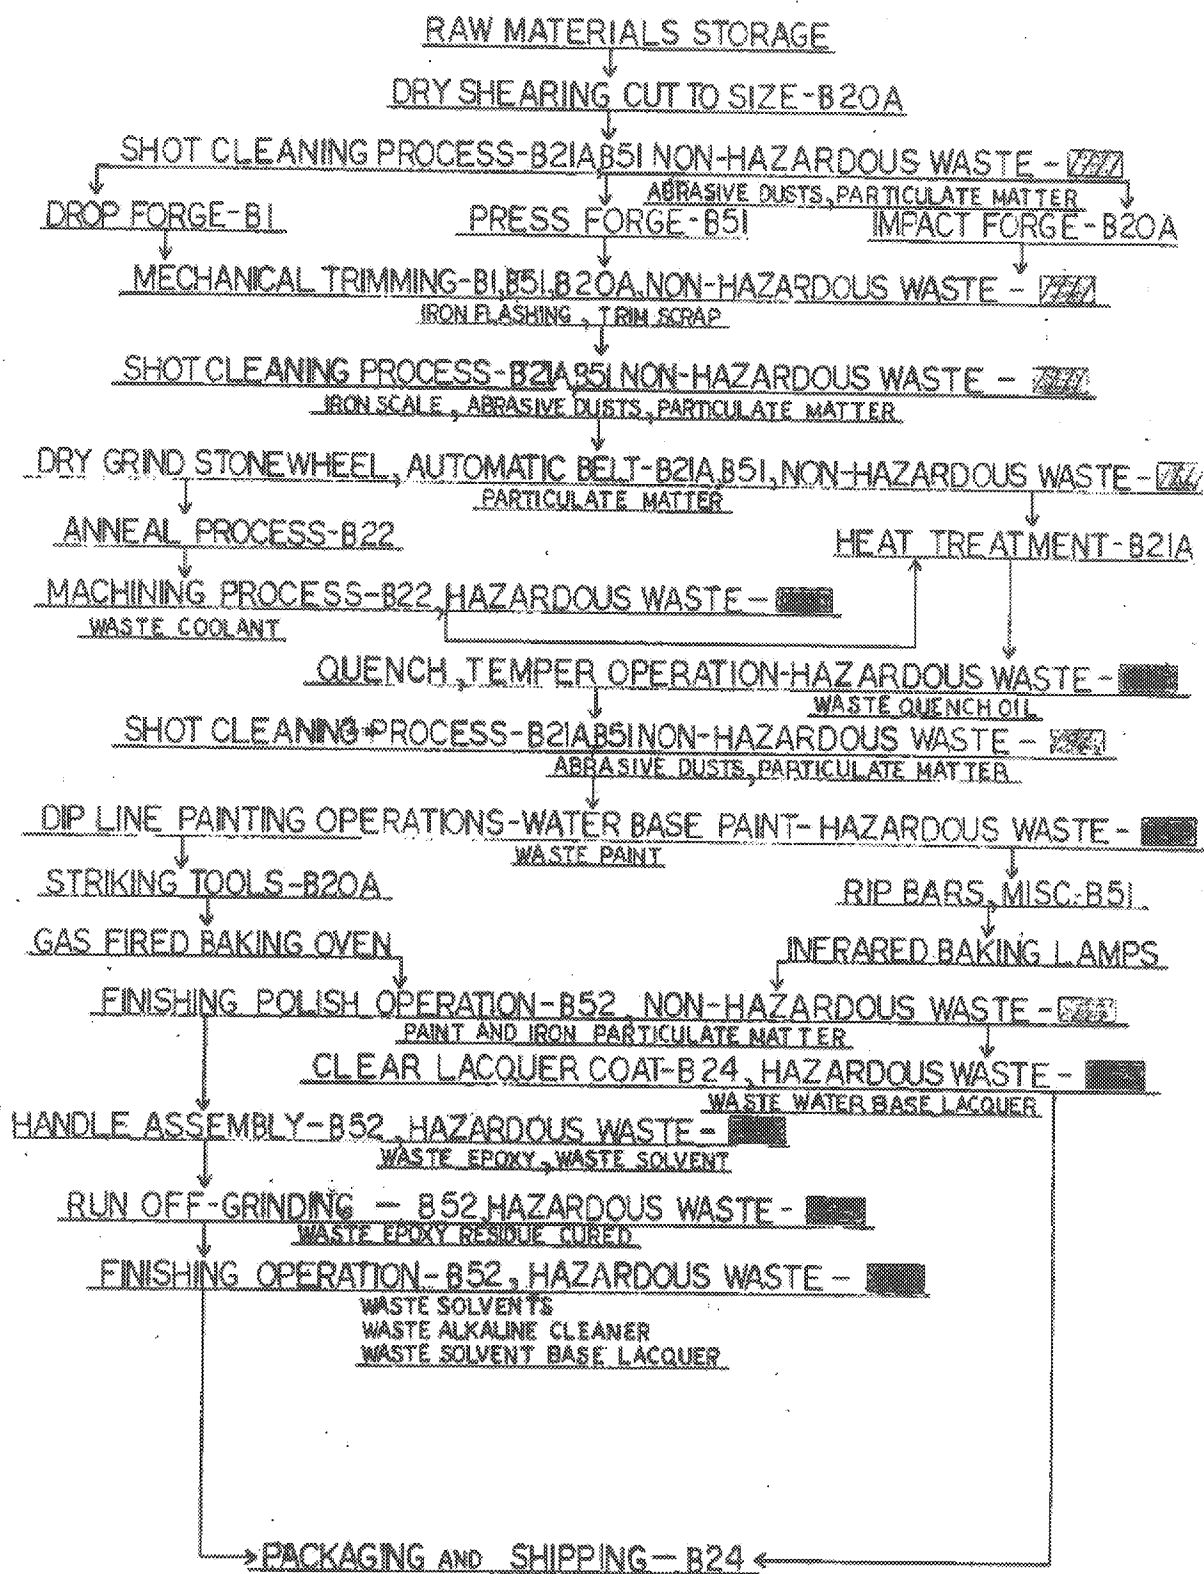 RAW MATERIALS STORAGE
DRY SHEARING CUT TO SIZE-B20A
SHOT CLEANING PROCESS-B21A,B51 NON-HAZARDOUS WASTE -
ABRASIVE DUSTS, PARTICULATE MATTER
DROP FORGE-B1
PRESS FORGE-B51
IMPACT FORGE-B20A
MECHANICAL TRIMMING-B1,B51,B20A,NON-HAZARDOUS WASTE -
IRON FLASHING, TRIM SCRAP
SHOT CLEANING PROCESS-B21A,B51 NON-HAZARDOUS WASTE -
IRON SCALE, ABRASIVE DUSTS, PARTICULATE MATTER
DRY GRIND STONEWHEEL, AUTOMATIC BELT-B21A,B51, NON-HAZARDOUS WASTE-
PARTICULATE MATTER
ANNEAL PROCESS-B22
HEAT TREATMENT-B21A
MACHINING PROCESS-B22, HAZARDOUS WASTE-
WASTE COOLANT
QUENCH, TEMPER OPERATION-HAZARDOUS WASTE-
WASTE QUENCH OIL
SHOT CLEANING PROCESS-B21A,B51 NON-HAZARDOUS WASTE -
ABRASIVE DUSTS, PARTICULATE MATTER
DIP LINE PAINTING OPERATIONS-WATER BASE PAINT-HAZARDOUS WASTE-
WASTE PAINT
STRIKING TOOLS-B20A
RIP BARS, MISC.-B51
GAS FIRED BAKING OVEN
INFRARED BAKING LAMPS
FINISHING POLISH OPERATION-B52, NON-HAZARDOUS WASTE-
PAINT AND IRON PARTICULATE MATTER
CLEAR LACQUER COAT-B24, HAZARDOUS WASTE-
WASTE WATER BASE LACQUER
HANDLE ASSEMBLY-B52, HAZARDOUS WASTE-
WASTE EPOXY, WASTE SOLVENT
RUN OFF-GRINDING - B52, HAZARDOUS WASTE-
WASTE EPOXY RESIDUE CURED
FINISHING OPERATION-B52, HAZARDOUS WASTE-
WASTE SOLVENTS
WASTE ALKALINE CLEANER
WASTE SOLVENT BASE LACQUER
PACKAGING AND SHIPPING-B24